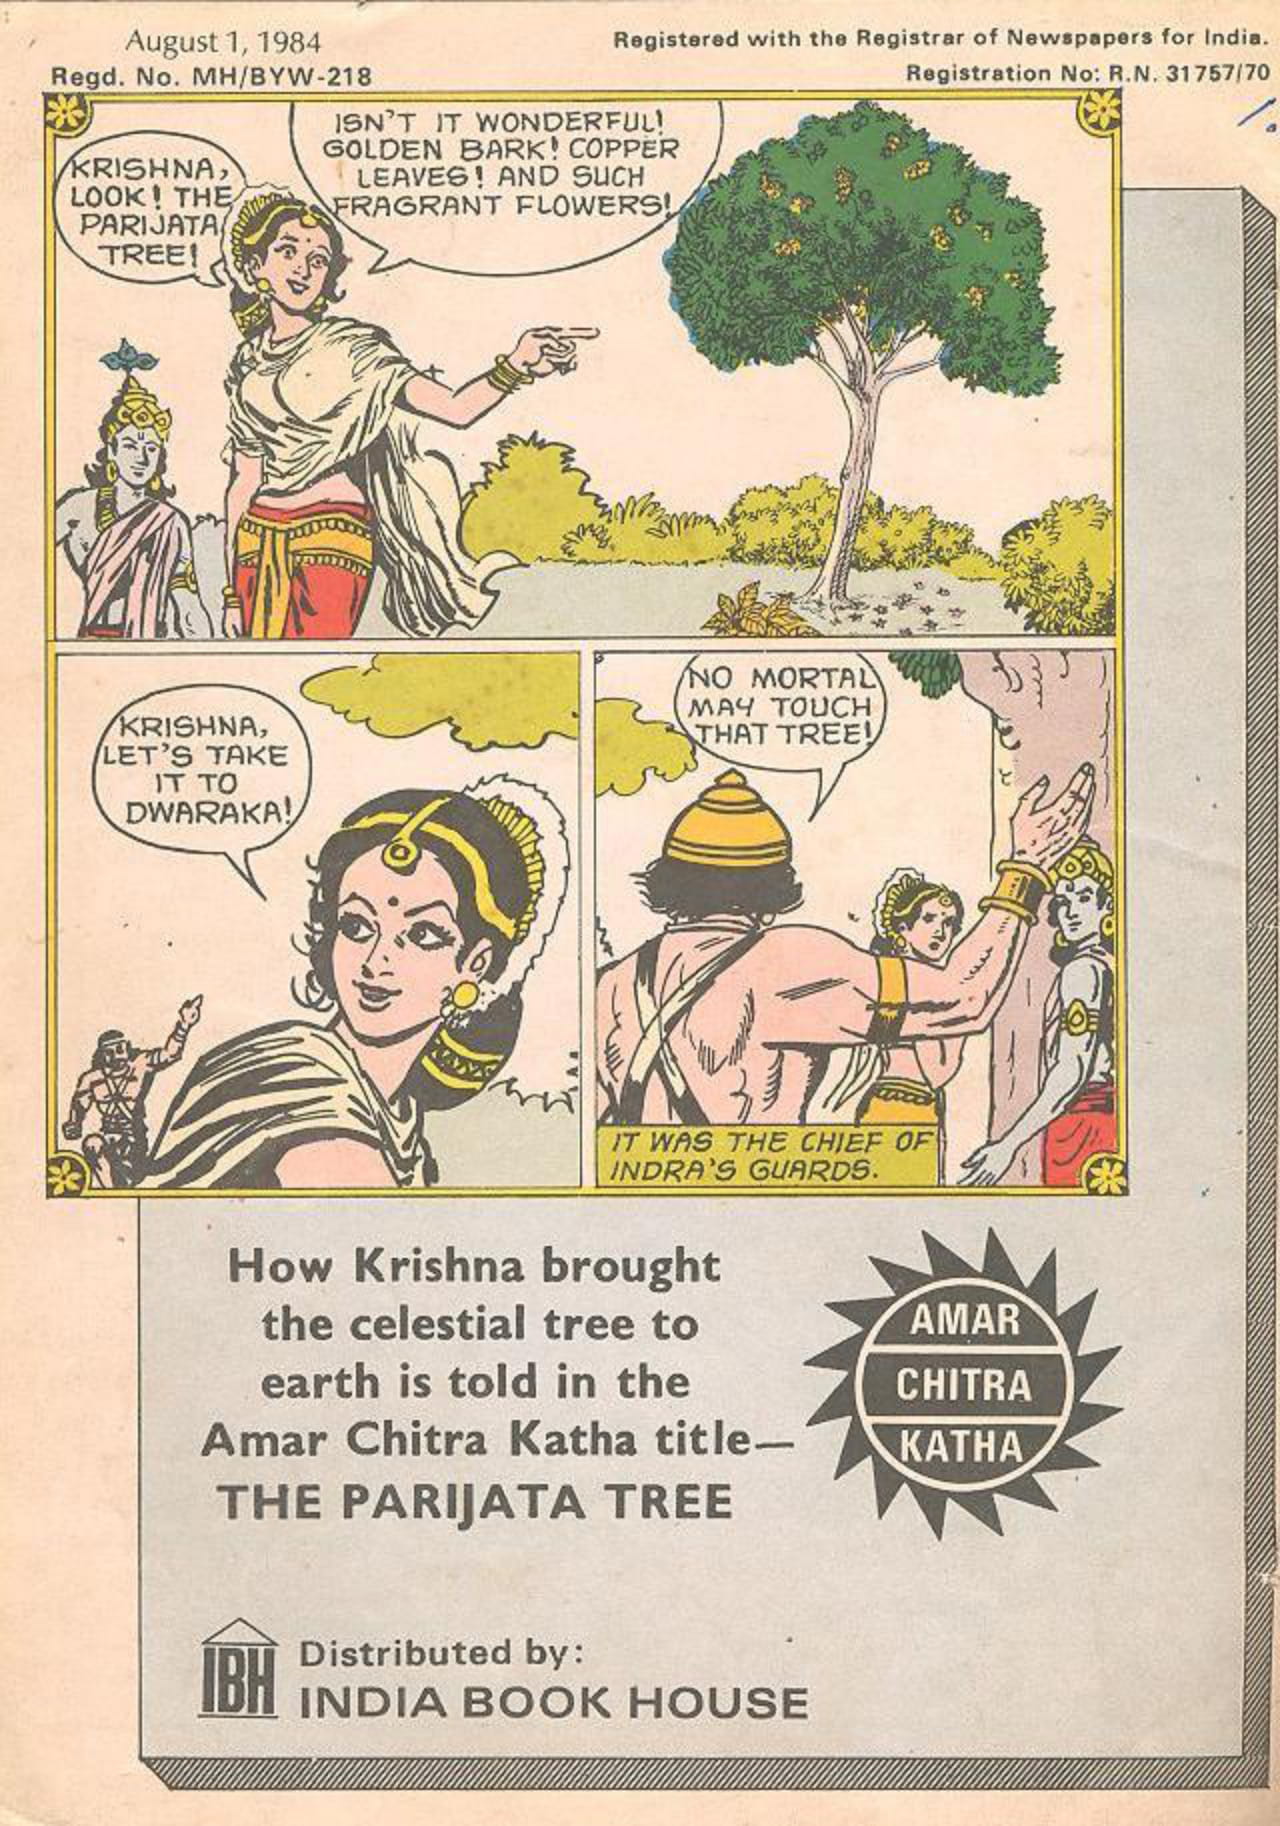 August 1, 1984
Regd. No. MH/BYW-218
Registered with the Registrar of Newspapers for India.
Registration No: R.N. 31757/70
KRISHNA,
LOOK! THE
PARIJATA
TREE!
ISN'T IT WONDERFUL!
GOLDEN BARK! COPPER
LEAVES! AND SUCH
FRAGRANT FLOWERS!
KRISHNA,
LET'S TAKE
IT TO
DWARAKA!
NO MORTAL
MAY TOUCH
THAT TREE!
IT WAS THE CHIEF OF
INDRA'S GUARDS.
How Krishna brought
the celestial tree to
earth is told in the
Amar Chitra Katha title—
THE PARIJATA TREE
AMAR
CHITRA
KATHA
IBH
Distributed by:
INDIA BOOK HOUSE